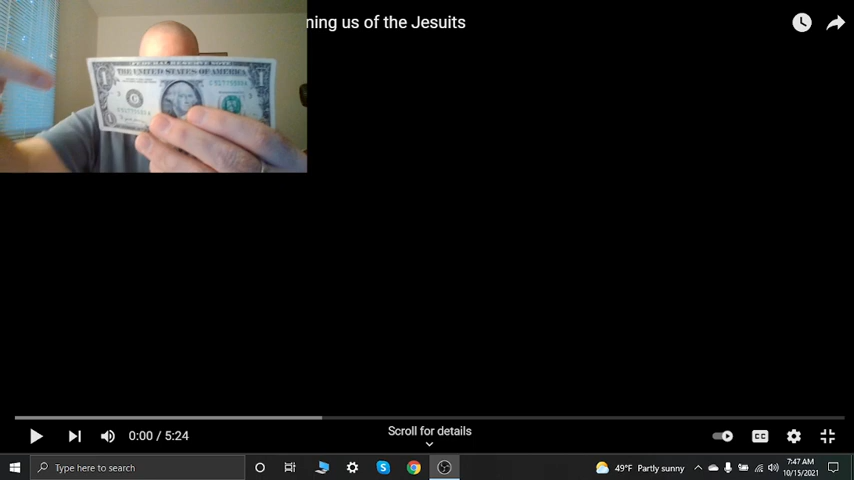 ning us of the Jesuits
FEDERAL RESERVE NOTE
THE UNITED STATES OF AMERICA
0:00 / 5:24
Scroll for details
CC
Type here to search
S
49°F Partly sunny
7:47 AM
10/15/2021